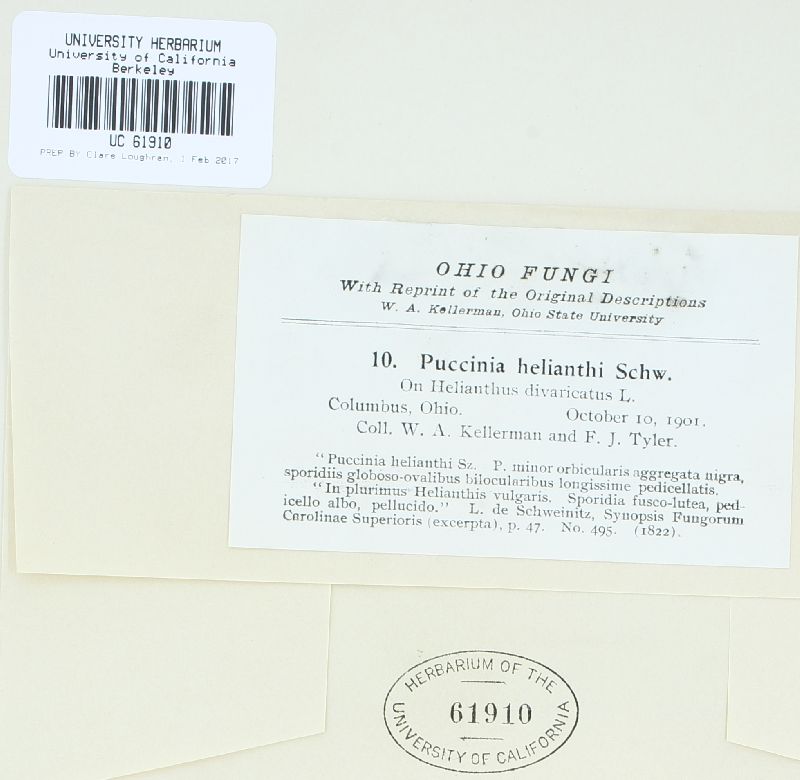 UNIVERSITY HERBARIUM
University of California
Berkeley
UC 61910
PREP BY Clare Loughran, 1 Feb 2017
OHIO FUNGI
With Reprint of the Original Descriptions
W. A. Kellerman, Ohio State University
10. Puccinia helianthi Schw.
On Helianthus divaricatus L.
Columbus, Ohio. October 10, 1901.
Coll. W. A. Kellerman and F. J. Tyler.
"Puccinia helianthi Sz. P. minor orbicularis aggregata nigra,
sporidiis globoso-ovalibus bilocularibus longissime pedicellatis.
"In plurimus Helianthis vulgaris. Sporidia fusco-lutea, ped-
icello albo, pellucido." L. de Schweinitz, Synopsis Fungorum
Carolinae Superioris (excerpta), p. 47. No. 495. (1822).
HERBARIUM OF THE
61910
UNIVERSITY OF CALIFORNIA